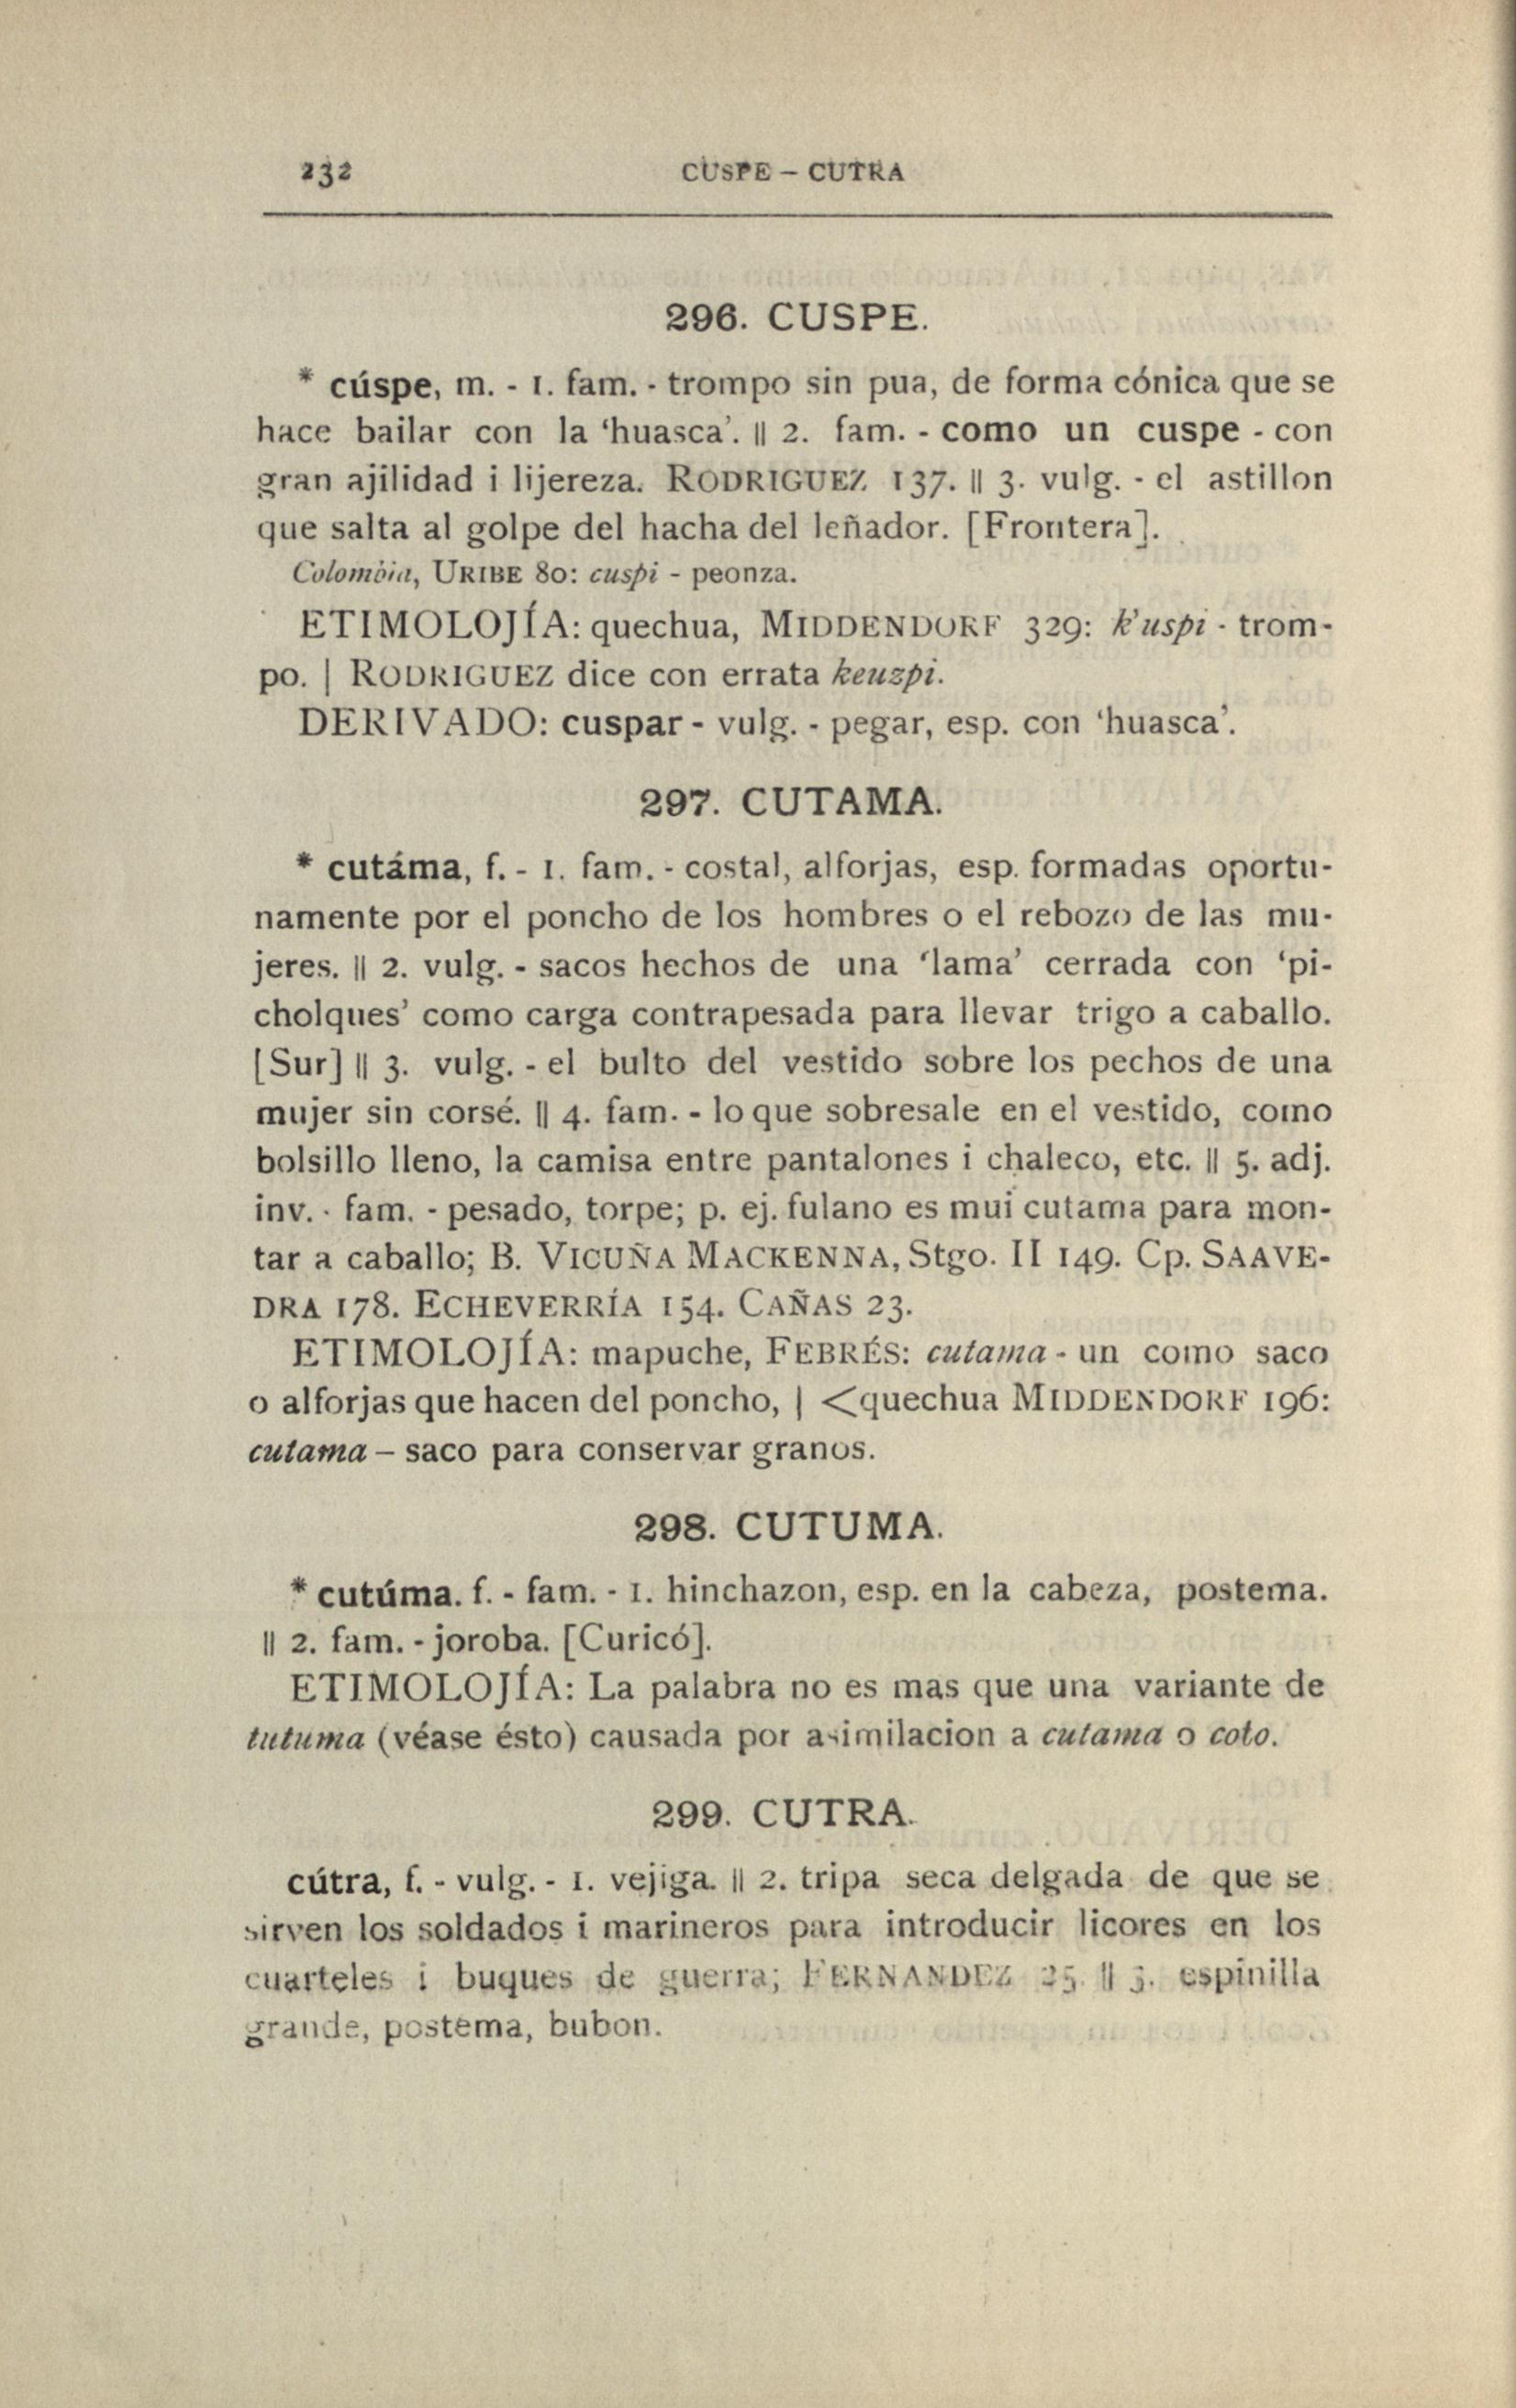 232 CUSPE – CUTRA
296. CUSPE.
* cúspe, m. - 1. fam. - trompo sin pua, de forma cónica que se
hace bailar con la ‘huasca’. || 2. fam. - como un cuspe - con
gran ajilidad i lijereza. RODRIGUEZ 137. || 3. vulg. - el astillon
que salta al golpe del hacha del leñador. [Frontera].
Colombia, URIBE 80: cuspi - peonza.
ETIMOLOJÍA: quechua, MIDDENDORF 329: k'uspi - trom-
po. | RODRIGUEZ dice con errata keuzpi.
DERIVADO: cuspar - vulg. - pegar, esp. con ‘huasca’.
297. CUTAMA.
* cutáma, f. - 1. fam. - costal, alforjas, esp. formadas oportu-
namente por el poncho de los hombres o el rebozo de las mu-
jeres. || 2. vulg. - sacos hechos de una ‘lama’ cerrada con ‘pi-
cholques’ como carga contrapesada para llevar trigo a caballo.
[Sur] || 3. vulg. - el bulto del vestido sobre los pechos de una
mujer sin corsé. || 4. fam. - lo que sobresale en el vestido, como
bolsillo lleno, la camisa entre pantalones i chaleco, etc. || 5. adj.
inv. - fam. - pesado, torpe; p. ej. fulano es mui cutama para mon-
tar a caballo; B. VICUÑA MACKENNA, Stgo. II 149. Cp. SAAVE-
DRA 178. ECHEVERRÍA 154. CAÑAS 23.
ETIMOLOJÍA: mapuche, FEBRÉS: cutama - un como saco
o alforjas que hacen del poncho, | <quechua MIDDENDORF 196:
cutama – saco para conservar granos.
298. CUTUMA.
* cutúma. f. - fam. - 1. hinchazon, esp. en la cabeza, postema.
|| 2. fam. - joroba. [Curicó].
ETIMOLOJÍA: La palabra no es mas que una variante de
tutuma (véase ésto) causada por asimilacion a cutama o coto.
299. CUTRA.
cútra, f. - vulg. - 1. vejiga. || 2. tripa seca delgada de que se
sirven los soldados i marineros para introducir licores en los
cuarteles i buques de guerra; FERNANDEZ 25. || 3. espinilla
grande, postema, bubon.